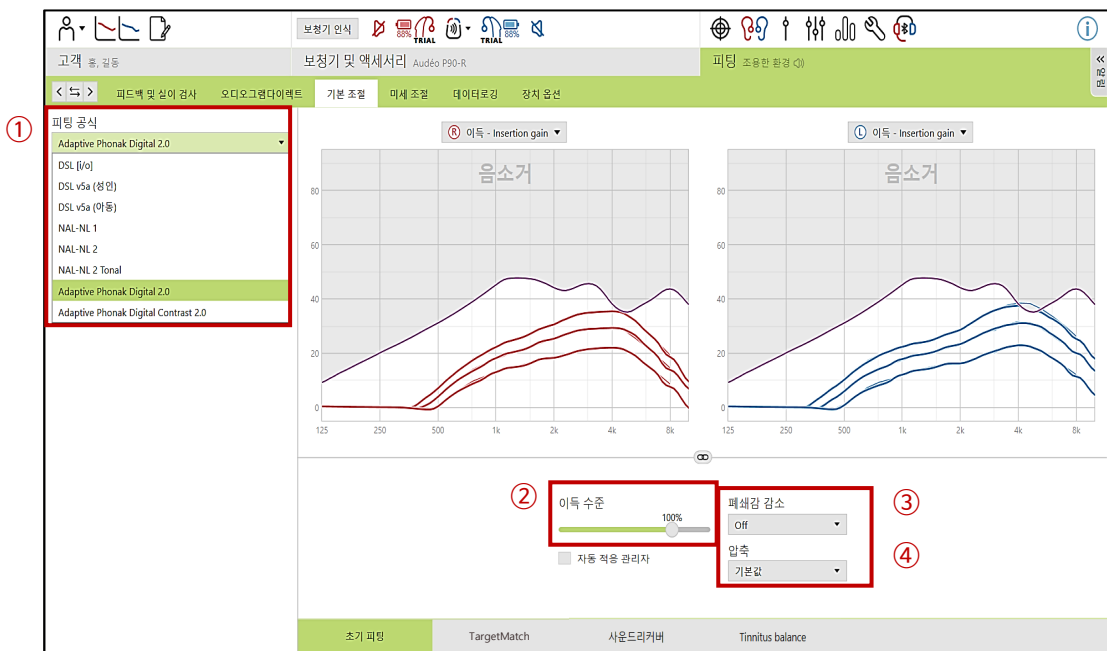 보청기 인식
88%
TRIAL
TRIAL
88%
고객 홍, 길동
보청기 및 액세서리 Audéo P90-R
피팅 조용한 환경
알림
피드백 및 실이 검사
오디오그램다이렉트
기본 조절
미세 조절
데이터로깅
장치 옵션
①
피팅 공식
Adaptive Phonak Digital 2.0
DSL [i/o]
DSL v5a (성인)
DSL v5a (아동)
NAL-NL 1
NAL-NL 2
NAL-NL 2 Tonal
Adaptive Phonak Digital 2.0
Adaptive Phonak Digital Contrast 2.0
R 이득 - Insertion gain
음소거
80
60
40
20
0
125 250 500 1k 2k 4k 8k
L 이득 - Insertion gain
음소거
80
60
40
20
0
125 250 500 1k 2k 4k 8k
②
이득 수준
100%
자동 적응 관리자
폐쇄감 감소
③
Off
압축
④
기본값
초기 피팅
TargetMatch
사운드리커버
Tinnitus balance